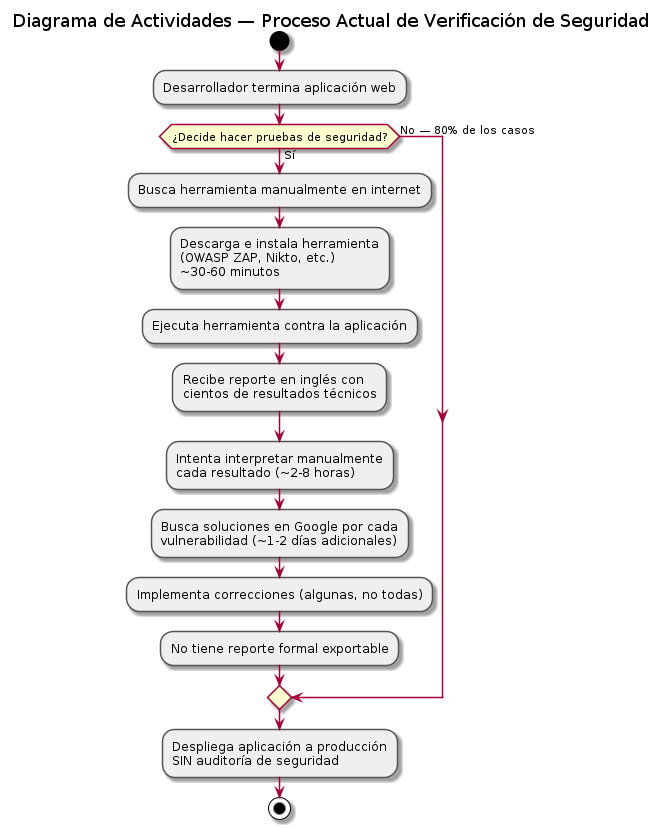 Diagrama de Actividades — Proceso Actual de Verificación de Seguridad
Desarrollador termina aplicación web
¿Decide hacer pruebas de seguridad?
No — 80% de los casos
Sí
Busca herramienta manualmente en internet
Descarga e instala herramienta
(OWASP ZAP, Nikto, etc.)
~30-60 minutos
Ejecuta herramienta contra la aplicación
Recibe reporte en inglés con
cientos de resultados técnicos
Intenta interpretar manualmente
cada resultado (~2-8 horas)
Busca soluciones en Google por cada
vulnerabilidad (~1-2 días adicionales)
Implementa correcciones (algunas, no todas)
No tiene reporte formal exportable
Despliega aplicación a producción
SIN auditoría de seguridad